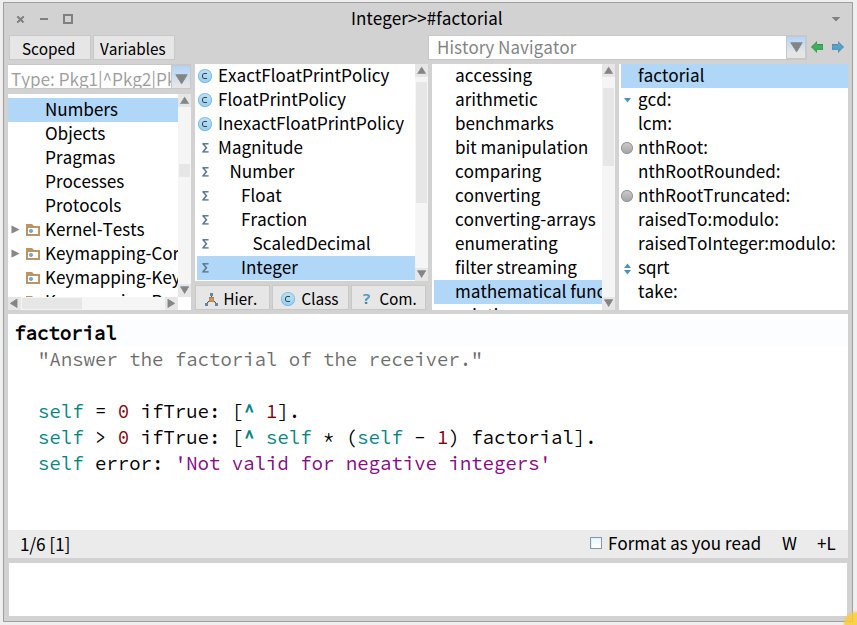 Integer>>#factorial
Scoped
Variables
History Navigator
Type: Pkg1|^Pkg2|Pk
Numbers
Objects
Pragmas
Processes
Protocols
Kernel-Tests
Keymapping-Cor
Keymapping-Key
ExactFloatPrintPolicy
FloatPrintPolicy
InexactFloatPrintPolicy
Magnitude
Number
Float
Fraction
ScaledDecimal
Integer
Hier.
Class
? Com.
accessing
arithmetic
benchmarks
bit manipulation
comparing
converting
converting-arrays
enumerating
filter streaming
mathematical func
factorial
gcd:
lcm:
nthRoot:
nthRootRounded:
nthRootTruncated:
raisedTo:modulo:
raisedToInteger:modulo:
sqrt
take:
factorial
"Answer the factorial of the receiver."
self = 0 ifTrue: [^ 1].
self > 0 ifTrue: [^ self * (self - 1) factorial].
self error: 'Not valid for negative integers'
1/6 [1]
Format as you read
W
+L